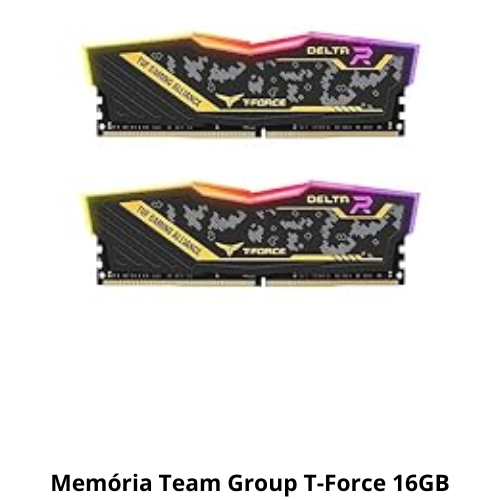 DELTA R
TUF GAMING ALLIANCE
T-FORCE
DELTA R
TUF GAMING ALLIANCE
T-FORCE
Memória Team Group T-Force 16GB